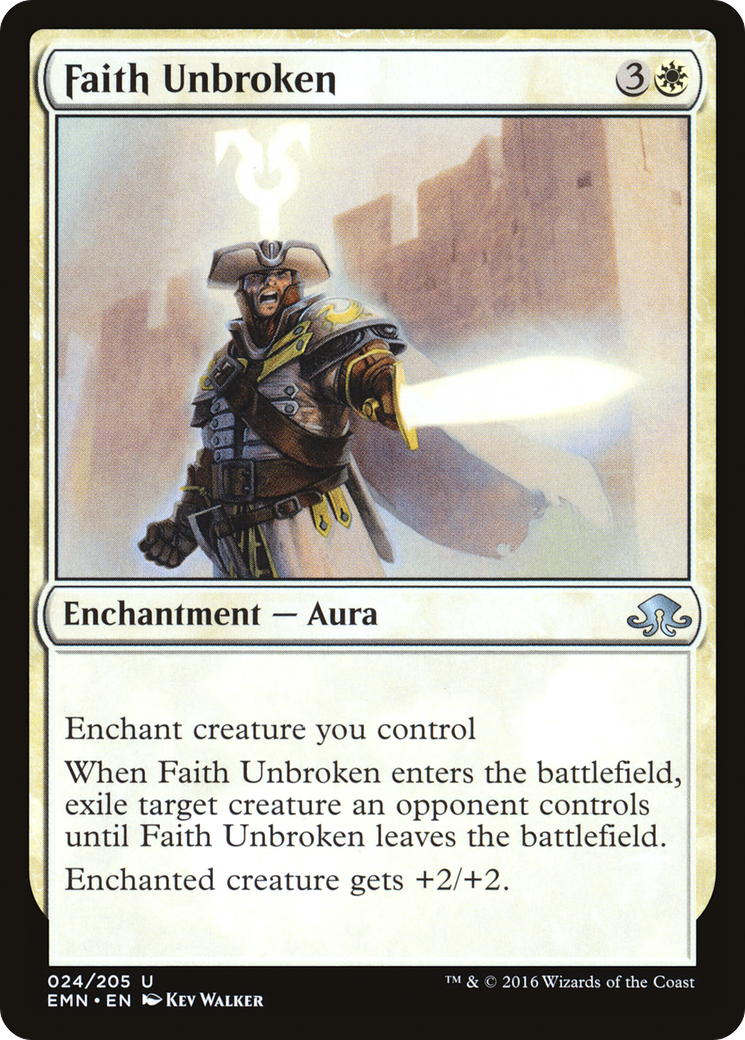 Faith Unbroken 3
Enchantment — Aura
Enchant creature you control
When Faith Unbroken enters the battlefield,
exile target creature an opponent controls
until Faith Unbroken leaves the battlefield.
Enchanted creature gets +2/+2.
024/205 U
EMN • EN Kev Walker
™ & © 2016 Wizards of the Coast